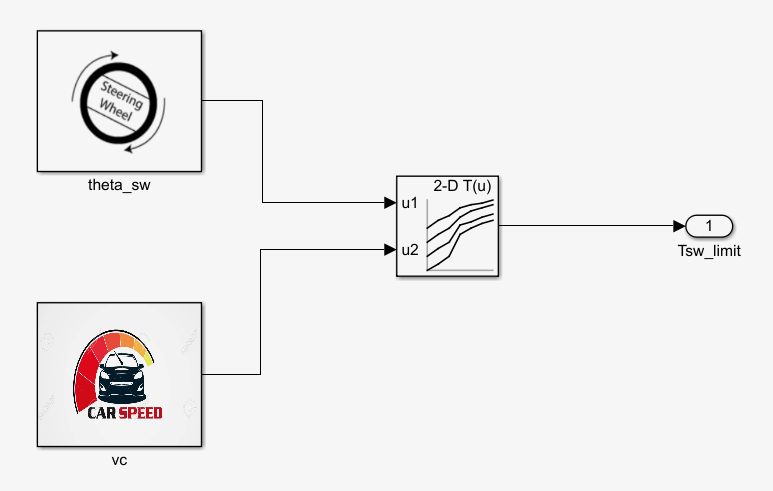 Steering
Wheel
theta_sw
2-D T(u)
u1
u2
1
Tsw_limit
CAR SPEED
vc